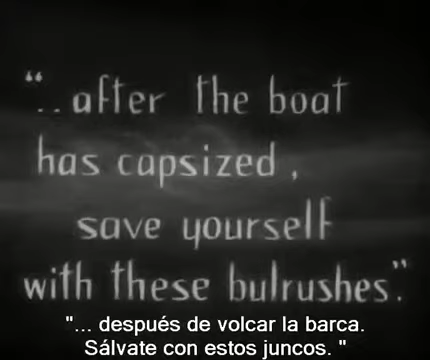 "..after the boat
has capsized,
save yourself
with these bulrushes."
"... después de volcar la barca.
Sálvate con estos juncos. "